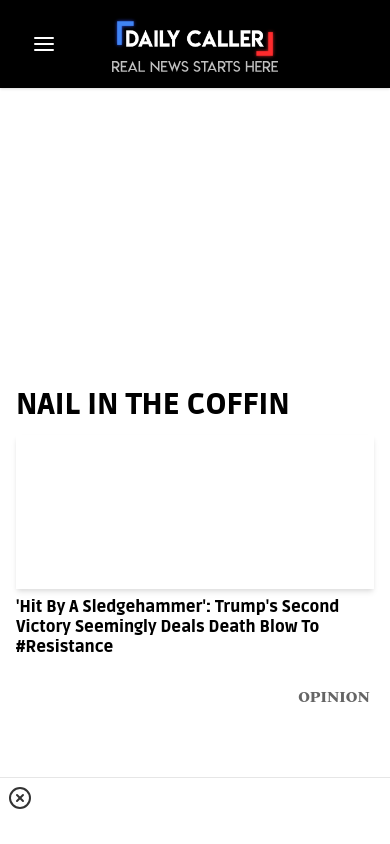 DAILY CALLER
REAL NEWS STARTS HERE
NAIL IN THE COFFIN
'Hit By A Sledgehammer': Trump's Second
Victory Seemingly Deals Death Blow To
#Resistance
OPINION